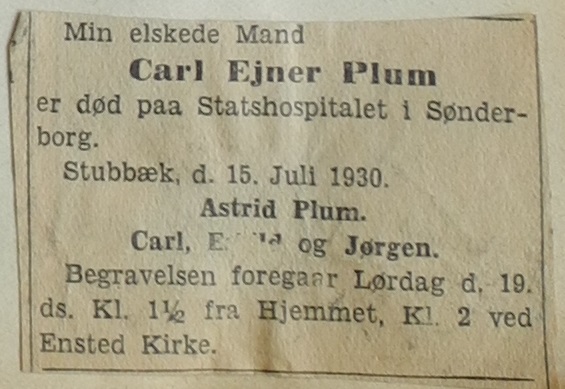 Min elskede Mand
Carl Ejner Plum
er død paa Statshospitalet i Sønder-
borg.
Stubbæk, d. 15. Juli 1930.
Astrid Plum.
Carl, og Jørgen.
Begravelsen foregaar Lørdag d. 19.
ds. Kl. 1½ fra Hjemmet, Kl. 2 ved
Ensted Kirke.